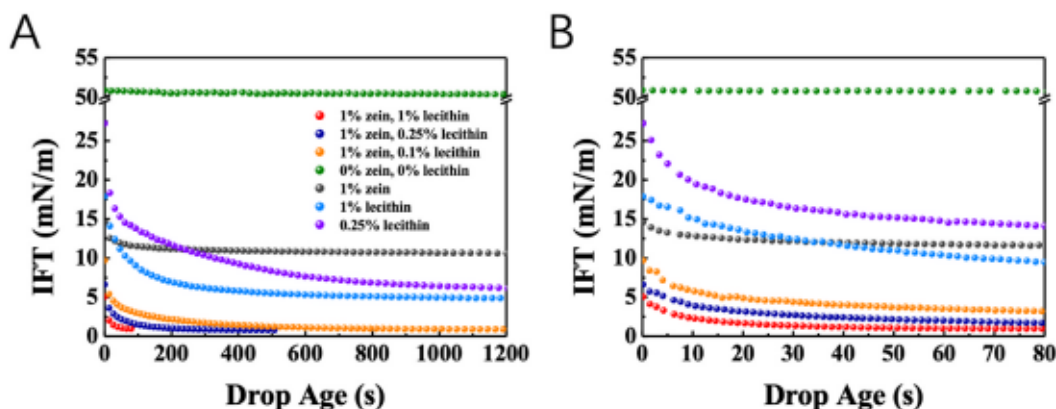 A
B
IFT (mN/m)
55
50
25
20
15
10
5
0
1% zein, 1% lecithin
1% zein, 0.25% lecithin
1% zein, 0.1% lecithin
0% zein, 0% lecithin
1% zein
1% lecithin
0.25% lecithin
0 200 400 600 800 1000 1200
Drop Age (s)
IFT (mN/m)
55
50
25
20
15
10
5
0
0 10 20 30 40 50 60 70 80
Drop Age (s)